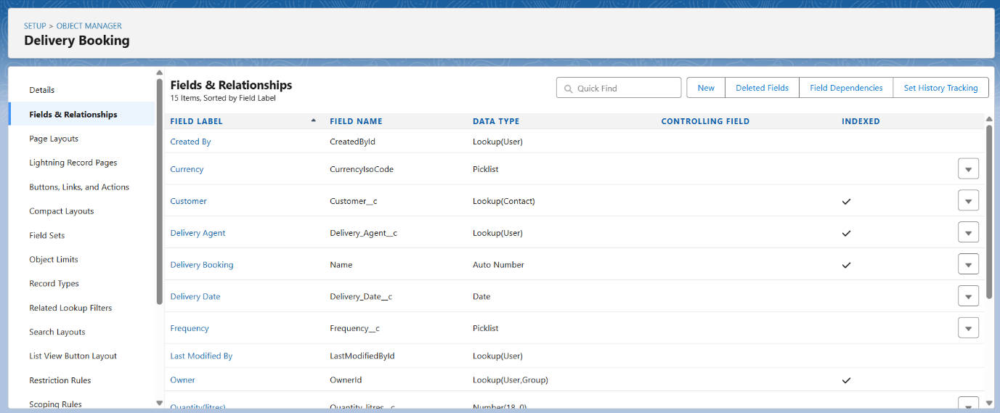 SETUP > OBJECT MANAGER
Delivery Booking
Details
Fields & Relationships
Page Layouts
Lightning Record Pages
Buttons, Links, and Actions
Compact Layouts
Field Sets
Object Limits
Record Types
Related Lookup Filters
Search Layouts
List View Button Layout
Restriction Rules
Scoping Rules
Fields & Relationships
15 Items, Sorted by Field Label
Quick Find
New
Deleted Fields
Field Dependencies
Set History Tracking
FIELD LABEL FIELD NAME DATA TYPE CONTROLLING FIELD INDEXED
Created By CreatedById Lookup(User)
Currency CurrencyIsoCode Picklist
Customer Customer__c Lookup(Contact)
Delivery Agent Delivery_Agent__c Lookup(User)
Delivery Booking Name Auto Number
Delivery Date Delivery_Date__c Date
Frequency Frequency__c Picklist
Last Modified By LastModifiedById Lookup(User)
Owner OwnerId Lookup(User,Group)
Quantity(litres) Quantity_litres__c Number(18, 0)